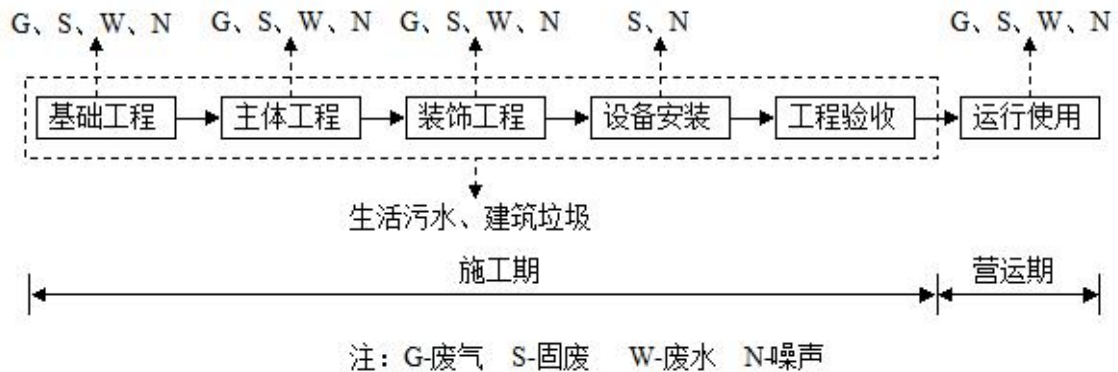 G、S、W、N G、S、W、N G、S、W、N S、N G、S、W、N
基础工程 主体工程 装饰工程 设备安装 工程验收 运行使用
生活污水、建筑垃圾
施工期 营运期
注：G-废气 S-固废 W-废水 N-噪声